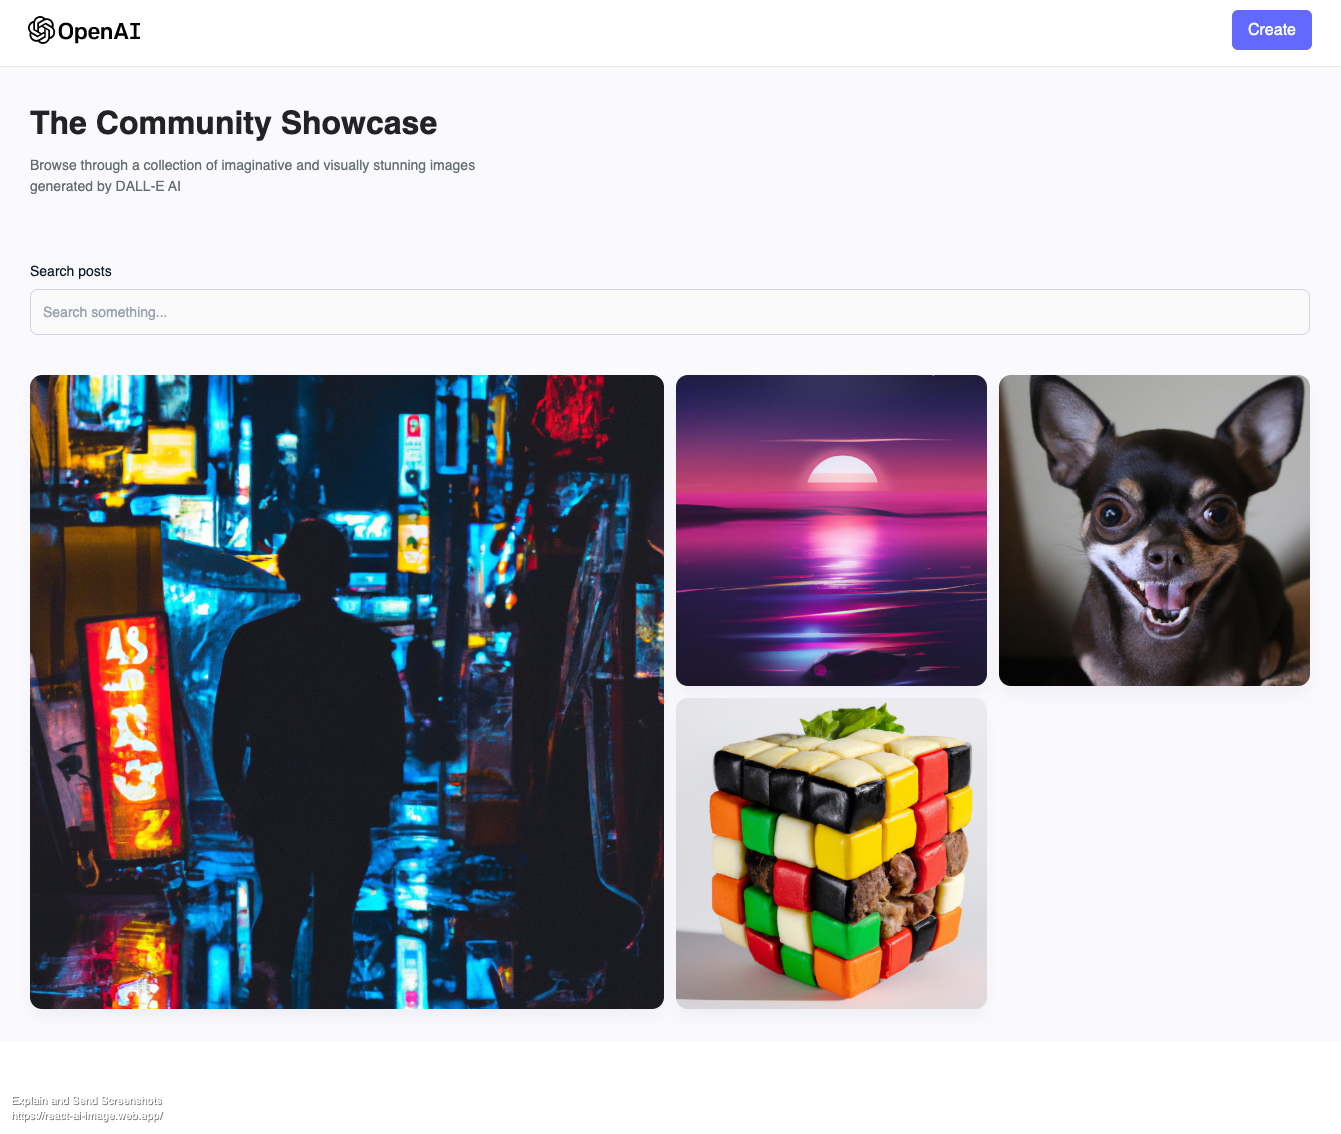 OpenAI
Create
The Community Showcase
Browse through a collection of imaginative and visually stunning images
generated by DALL-E AI
Search posts
Search something...
Explain and Send Screenshots
https://react-ai-image.web.app/